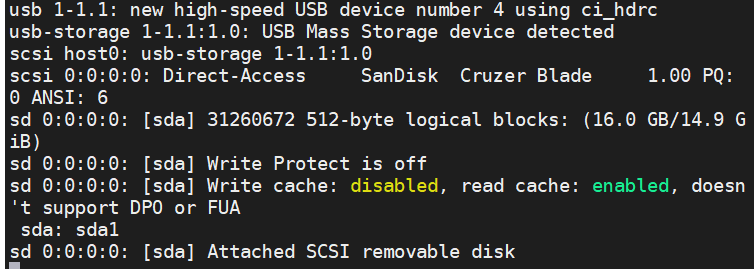 usb 1-1.1: new high-speed USB device number 4 using ci_hdrc
usb-storage 1-1.1:1.0: USB Mass Storage device detected
scsi host0: usb-storage 1-1.1:1.0
scsi 0:0:0:0: Direct-Access     SanDisk  Cruzer Blade     1.00 PQ:
0 ANSI: 6
sd 0:0:0:0: [sda] 31260672 512-byte logical blocks: (16.0 GB/14.9 G
iB)
sd 0:0:0:0: [sda] Write Protect is off
sd 0:0:0:0: [sda] Write cache: disabled, read cache: enabled, doesn
't support DPO or FUA
 sda: sda1
sd 0:0:0:0: [sda] Attached SCSI removable disk